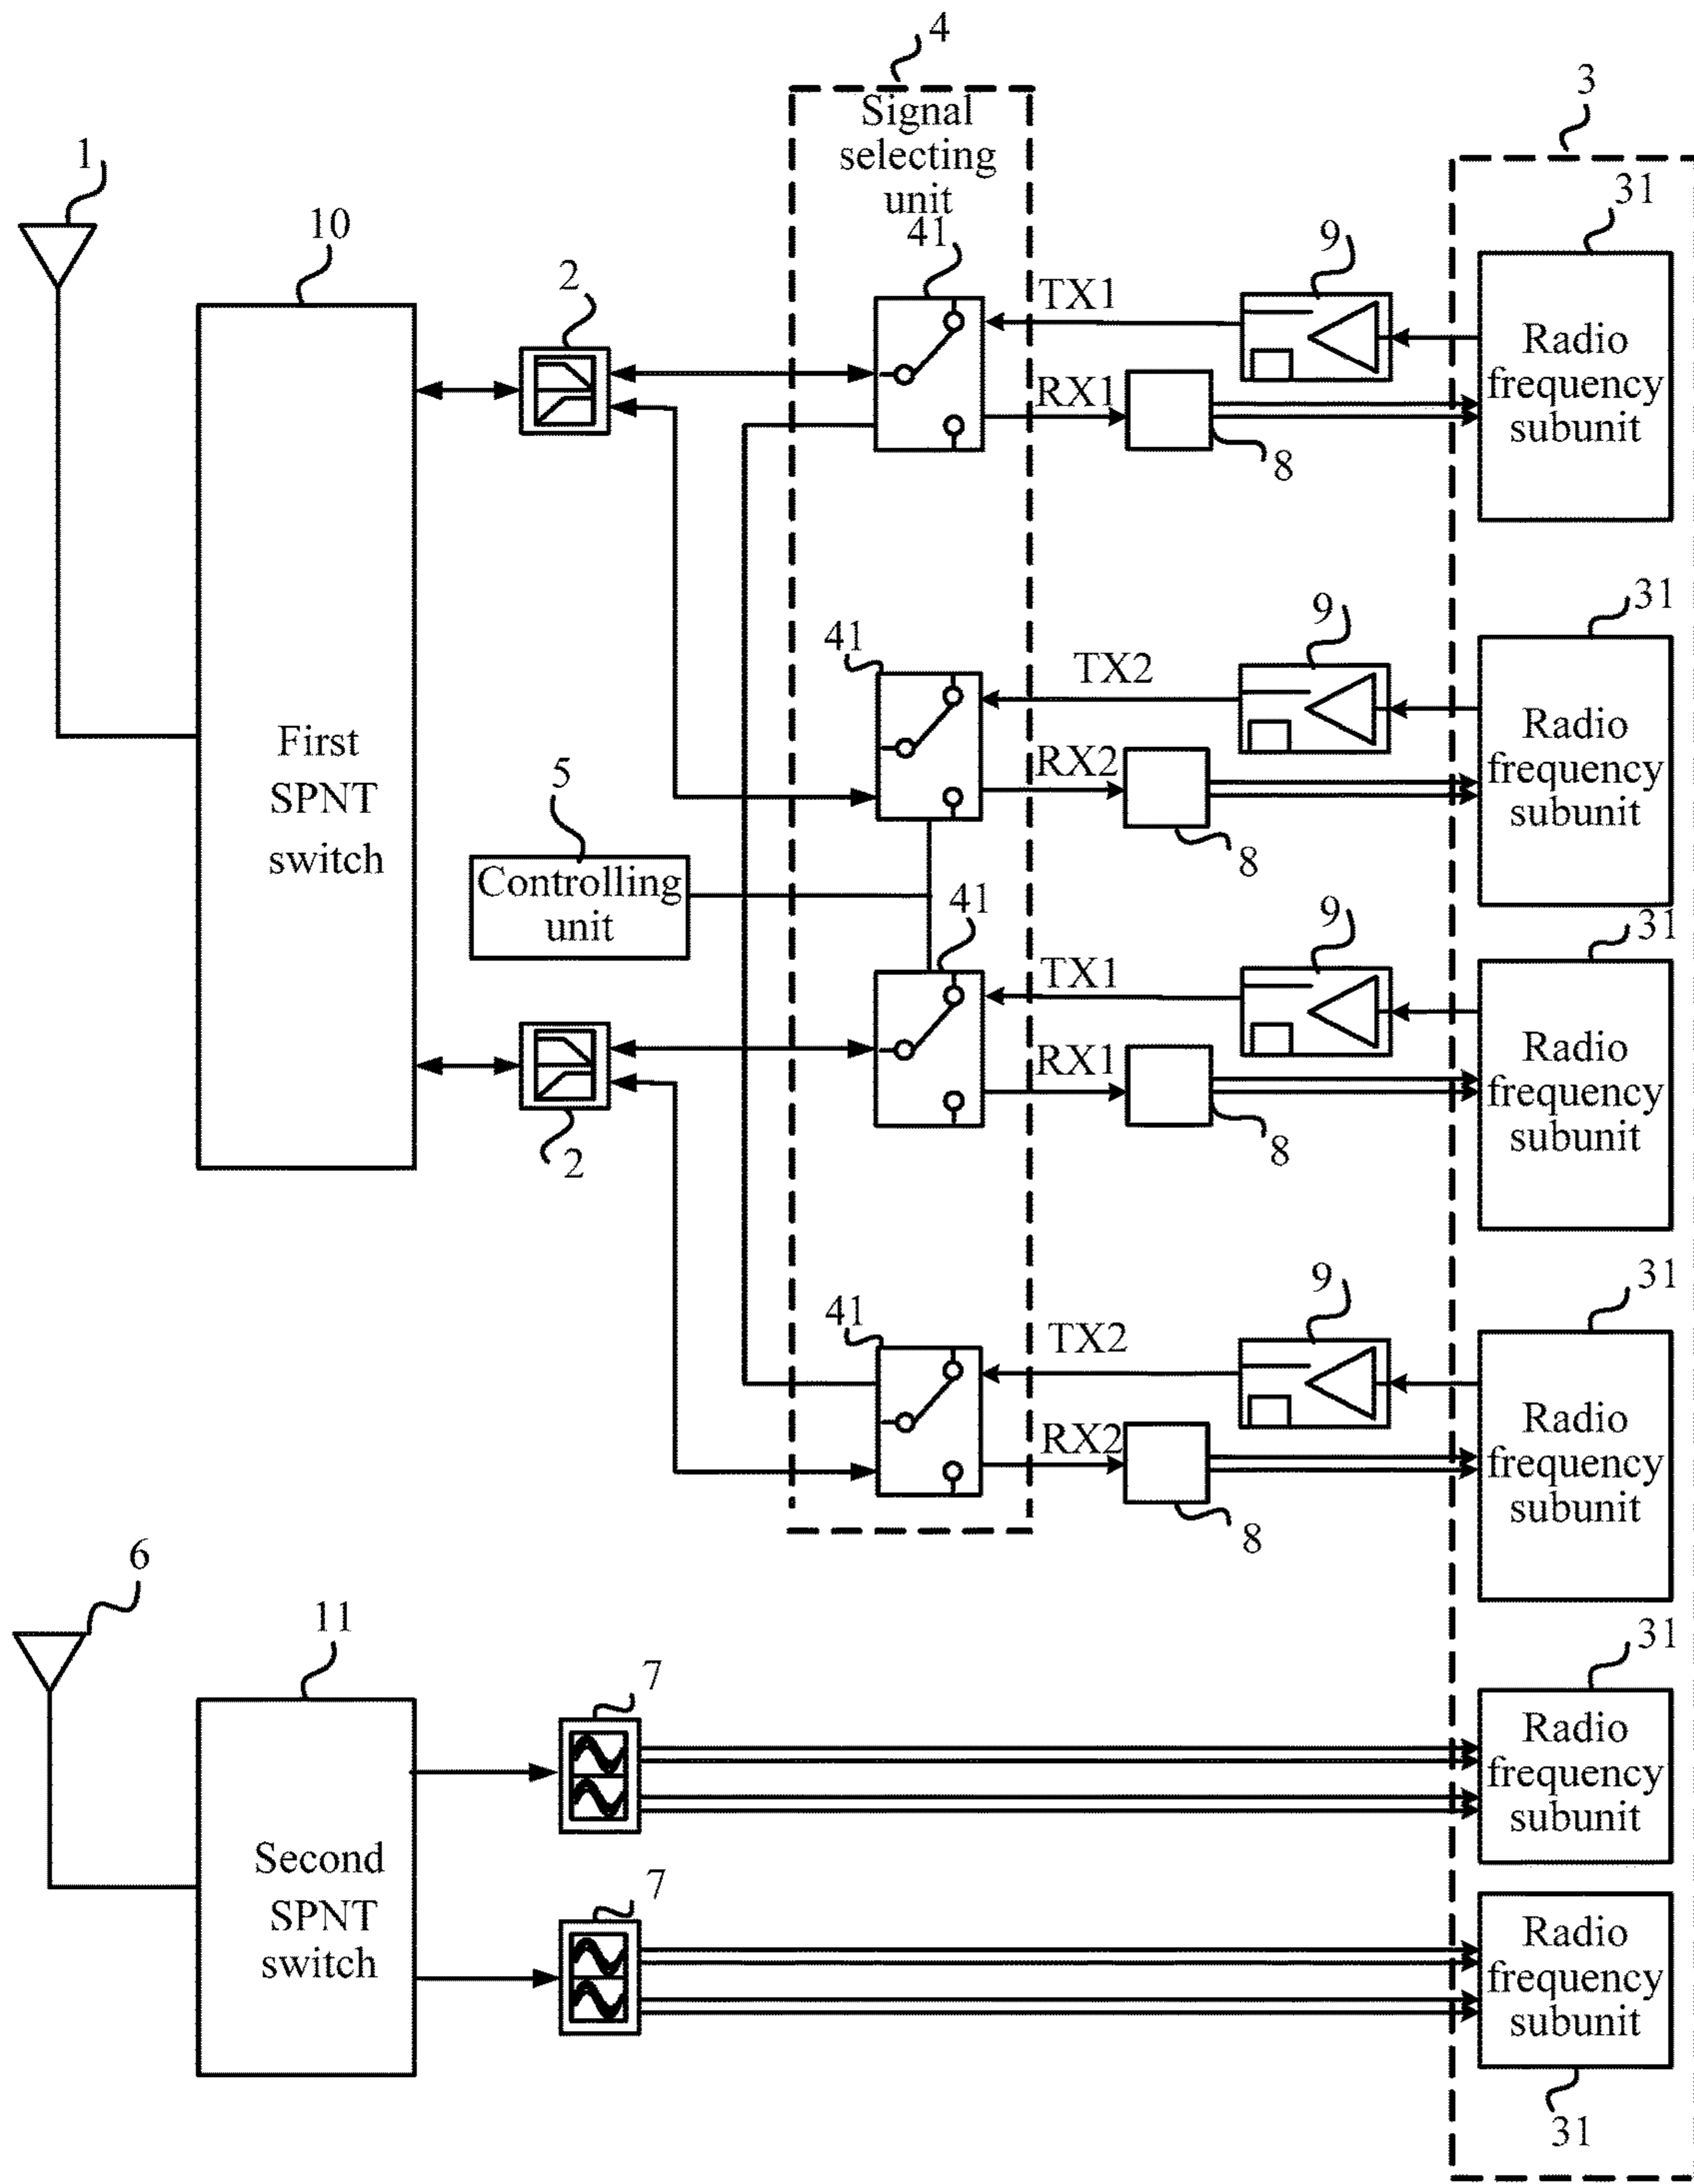 4
3
Signal
selecting
unit
1
31
10
41
9
2
TX1
RX1
8
Radio
frequency
subunit
31
9
41
TX2
RX2
8
Radio
frequency
subunit
First
SPNT
switch
5
Controlling
unit
41
9
31
TX1
RX1
8
Radio
frequency
subunit
2
41
9
31
TX2
RX2
8
Radio
frequency
subunit
6
11
7
31
Radio
frequency
subunit
Second
SPNT
switch
7
Radio
frequency
subunit
31